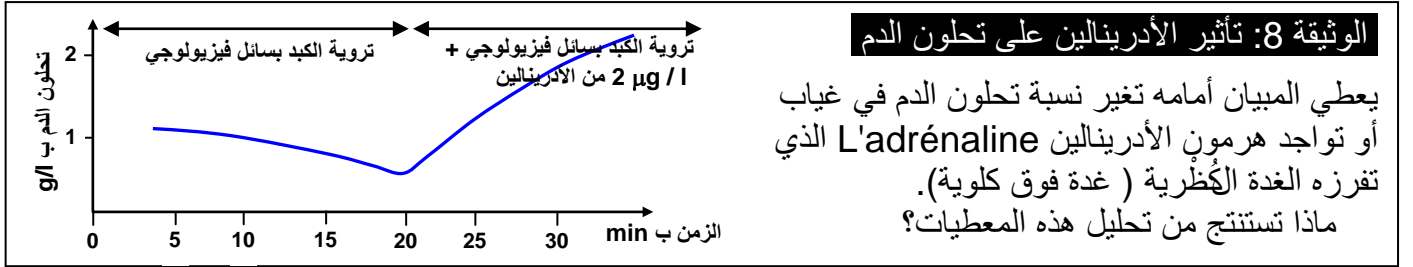 الوثيقة 8: تأثير الأدرينالين على تحلون الدم
يعطي المبيان أمامه تغير نسبة تحلون الدم في غياب
أو تواجد هرمون الأدرينالين L'adrénaline الذي
تفرزه الغدة الكُظْرية ( غدة فوق كلوية).
ماذا تستنتج من تحليل هذه المعطيات؟
تحلون الدم ب g/l
2
1
تروية الكبد بسائل فيزيولوجي
تروية الكبد بسائل فيزيولوجي +
2 µg / l من الأدرينالين
0 5 10 15 20 25 30
الزمن ب min